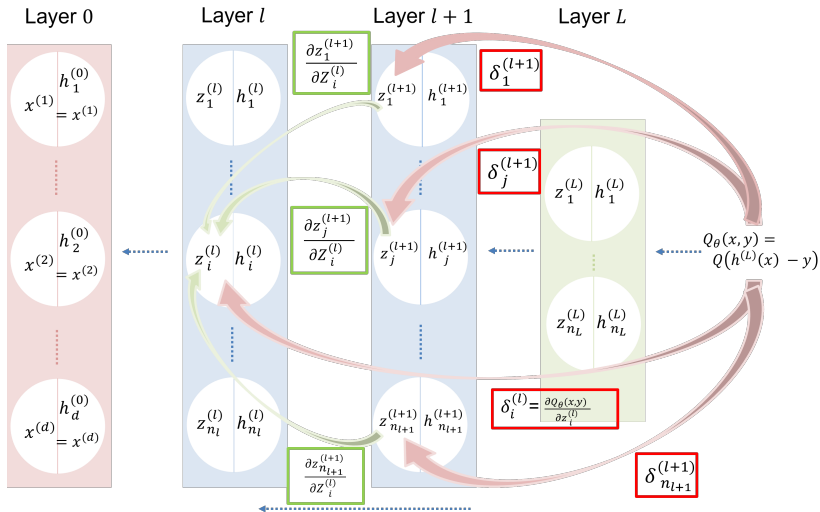 Layer 0
Layer l
Layer l + 1
Layer L
h_1^{(0)}
x^{(1)}
= x^{(1)}
h_2^{(0)}
x^{(2)}
= x^{(2)}
h_d^{(0)}
x^{(d)}
= x^{(d)}
z_1^{(l)} h_1^{(l)}
z_i^{(l)} h_i^{(l)}
z_{n_l}^{(l)} h_{n_l}^{(l)}
∂z_1^{(l+1)}
∂Z_i^{(l)}
∂z_j^{(l+1)}
∂Z_i^{(l)}
∂z_{n_{l+1}}^{(l+1)}
∂Z_i^{(l)}
z_1^{(l+1)} h_1^{(l+1)}
z_j^{(l+1)} h_j^{(l+1)}
z_{n_{l+1}}^{(l+1)} h_{n_{l+1}}^{(l+1)}
δ_1^{(l+1)}
δ_j^{(l+1)}
z_1^{(L)} h_1^{(L)}
z_{n_L}^{(L)} h_{n_L}^{(L)}
δ_i^{(l)} = ∂Q_θ(x,y)
∂z_i^{(l)}
δ_{n_{l+1}}^{(l+1)}
Q_θ(x, y) =
Q(h^{(L)}(x) − y)